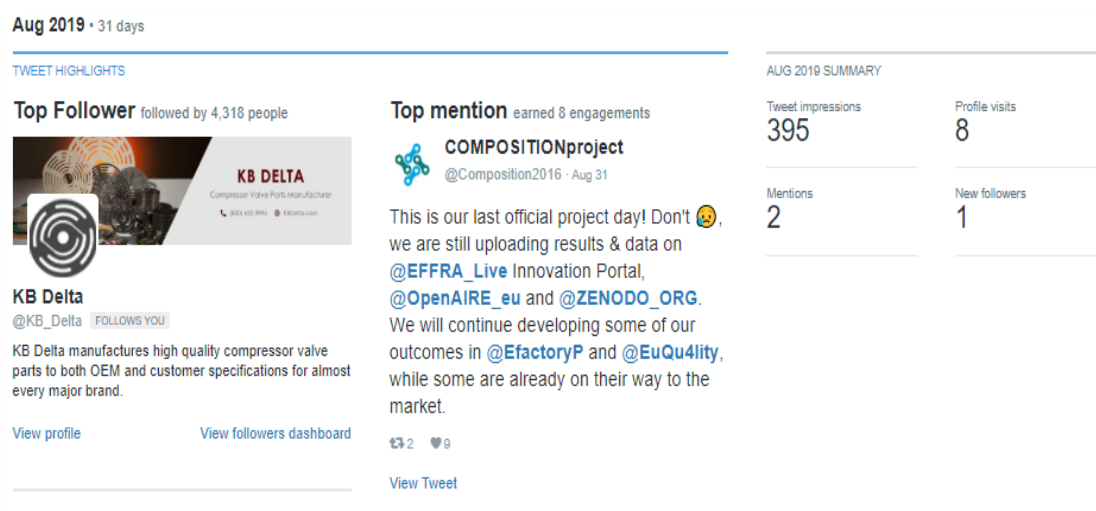 Aug 2019 • 31 days
TWEET HIGHLIGHTS
Top Follower followed by 4,318 people
KB DELTA
Compressor Valve Parts Manufacturer
KBDelta.com
KB Delta
@KB_Delta FOLLOWS YOU
KB Delta manufactures high quality compressor valve
parts to both OEM and customer specifications for almost
every major brand.
View profile View followers dashboard
Top mention earned 8 engagements
COMPOSITIONproject
@Composition2016 · Aug 31
This is our last official project day! Don't 😥,
we are still uploading results & data on
@EFFRA_Live Innovation Portal,
@OpenAIRE_eu and @ZENODO_ORG.
We will continue developing some of our
outcomes in @EfactoryP and @EuQu4lity,
while some are already on their way to the
market.
2 9
View Tweet
AUG 2019 SUMMARY
Tweet impressions
395
Profile visits
8
Mentions
2
New followers
1